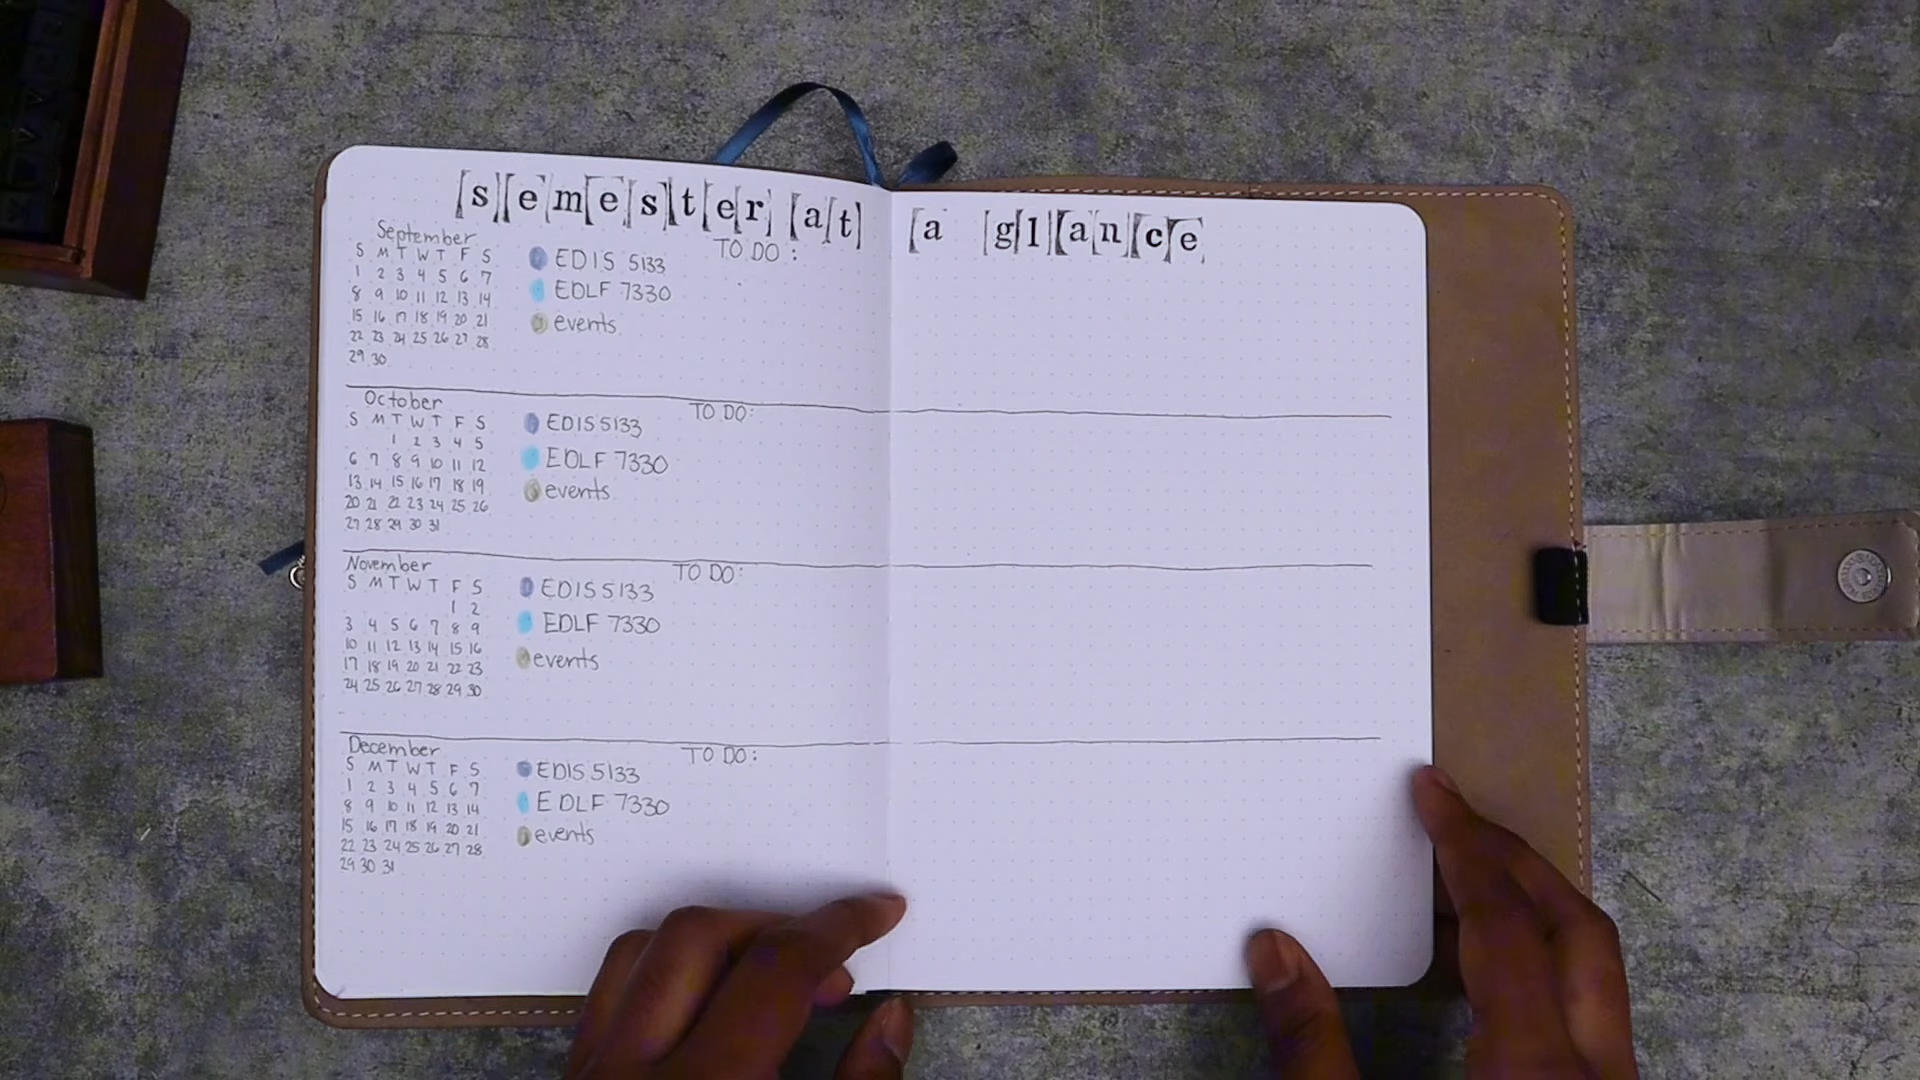 semester at a glance
September
S M T W T F S
1 2 3 4 5 6 7
8 9 10 11 12 13 14
15 16 17 18 19 20 21
22 23 24 25 26 27 28
29 30
EDIS 5133
EDLF 7330
events
TO DO:
October
S M T W T F S
1 2 3 4 5
6 7 8 9 10 11 12
13 14 15 16 17 18 19
20 21 22 23 24 25 26
27 28 29 30 31
EDIS 5133
EDLF 7330
events
TO DO:
November
S M T W T F S
1 2
3 4 5 6 7 8 9
10 11 12 13 14 15 16
17 18 19 20 21 22 23
24 25 26 27 28 29 30
EDIS 5133
EDLF 7330
events
TO DO:
December
S M T W T F S
1 2 3 4 5 6 7
8 9 10 11 12 13 14
15 16 17 18 19 20 21
22 23 24 25 26 27 28
29 30 31
EDIS 5133
EDLF 7330
events
TO DO: